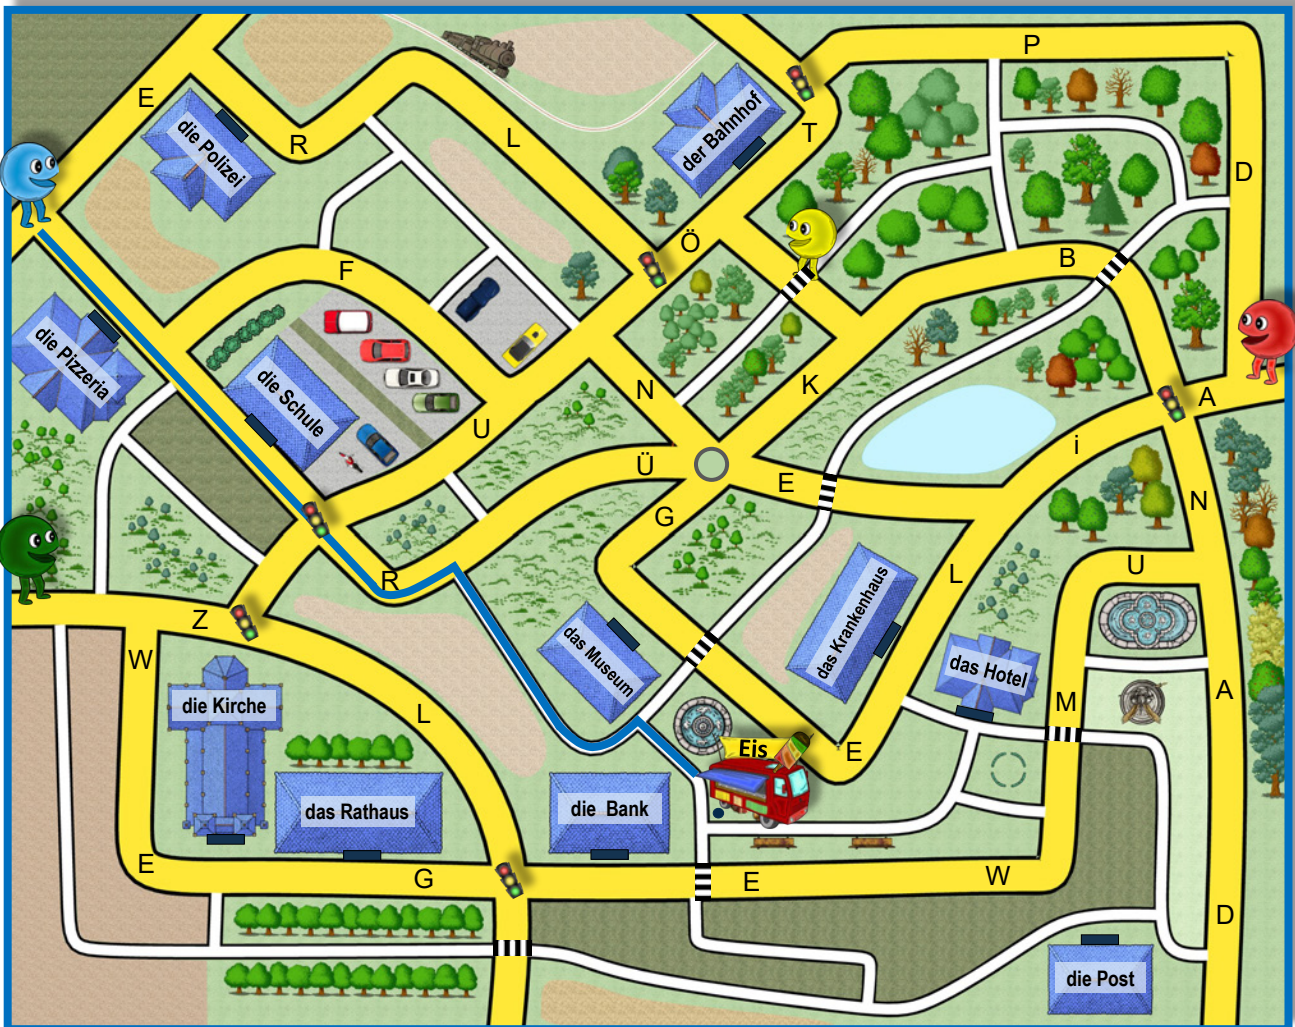 P
E
R
L
der Bahnhof
T
die Polizei
D
Ö
B
F
die Pizzeria
N
K
die Schule
A
U
i
Ü
E
N
G
R
L
U
Z
das Krankenhaus
W
das Museum
das Hotel
die Kirche
A
L
M
Eis
E
das Rathaus
die Bank
E
G
E
W
D
die Post